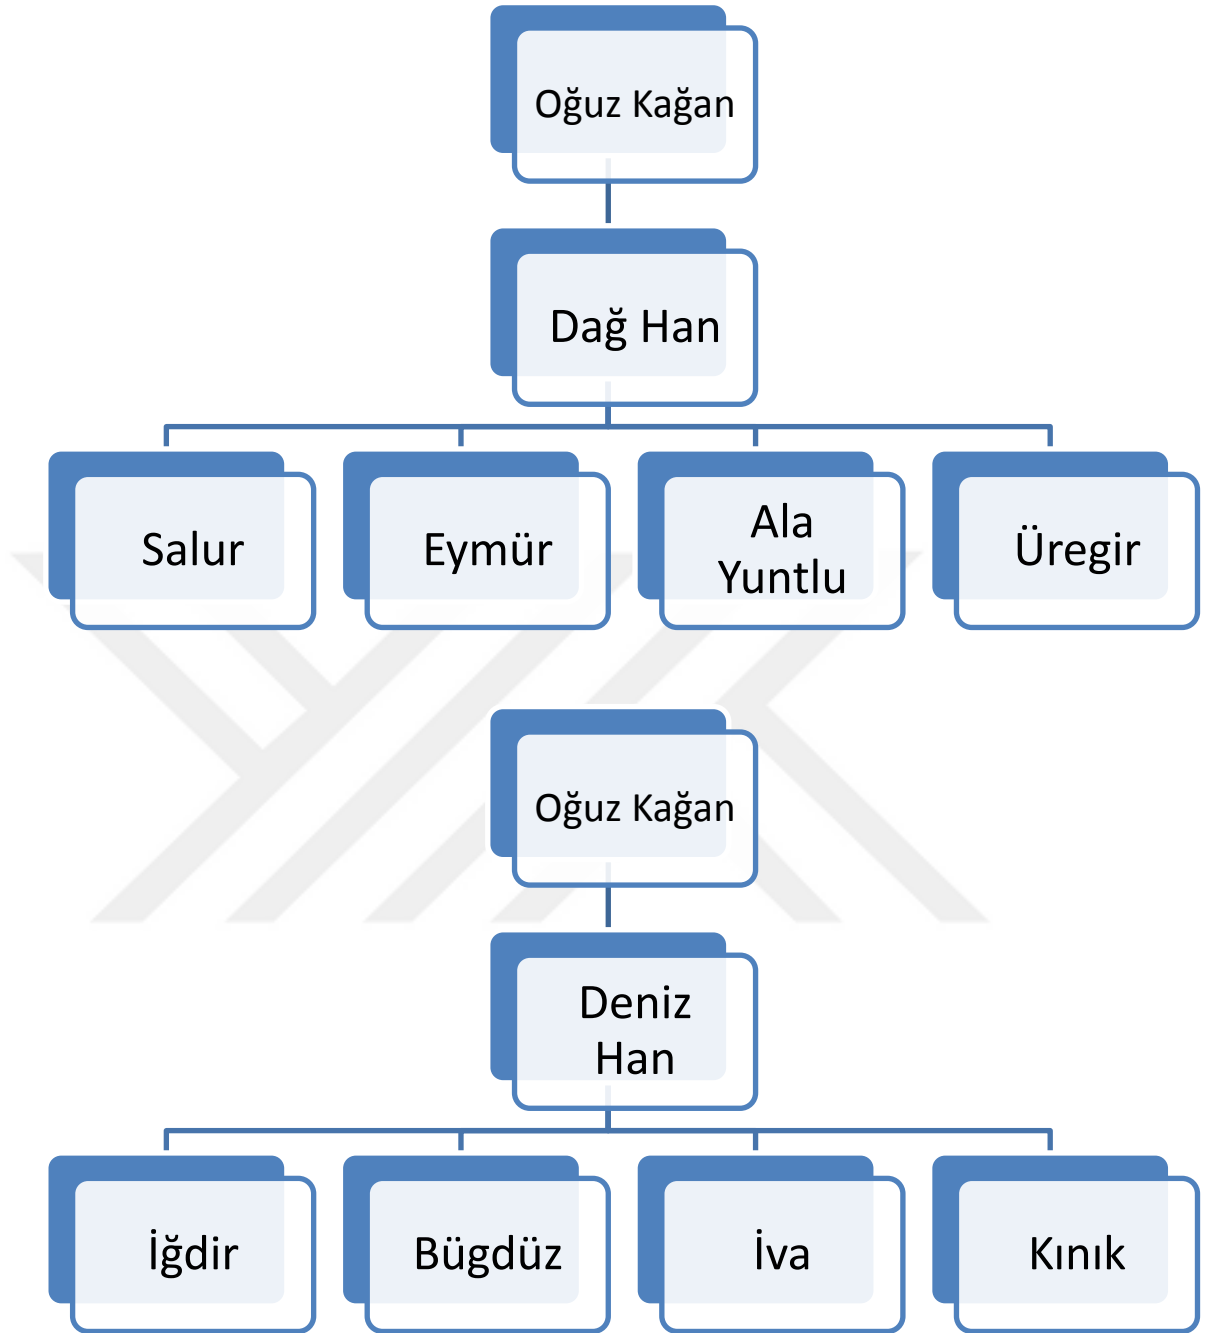 Oğuz Kağan
Dağ Han
Salur
Eymür
Ala
Yuntlu
Üregir
Oğuz Kağan
Deniz
Han
İğdir
Bügdüz
İva
Kınık